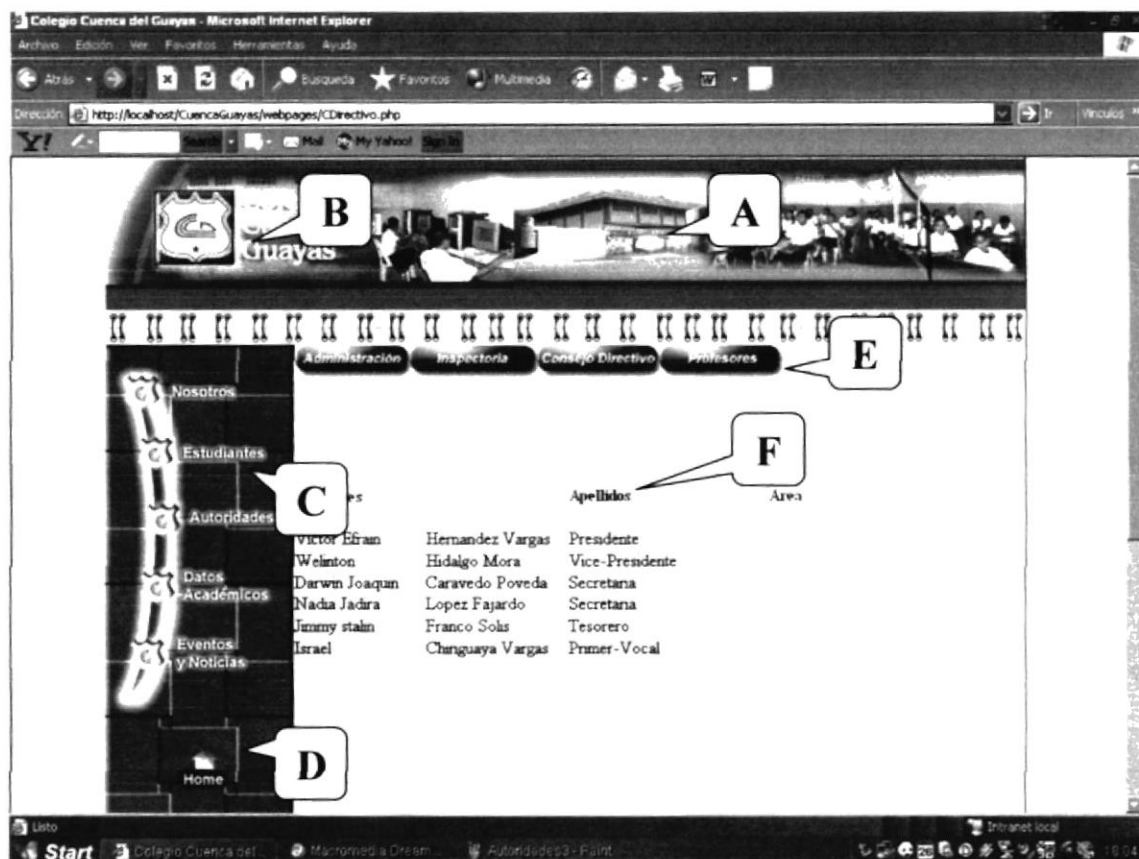 Colegio Cuenca del Guayas - Microsoft Internet Explorer
Archivo Edición Ver Favoritos Herramientas Ayuda
Atrás Búsqueda Favoritos Multimedia
Dirección http://localhost/CuencaGuayas/webpages/CDirectivo.php Ir Vínculos
Y! Search Mail My Yahoo! Sign In
B
A
Guayas
E
Administración Inspectoria Consejo Directivo Profesores
Nosotros
Estudiantes
Autoridades
Datos
Académicos
Eventos
y Noticias
Home
C
D
F
es Apellidos Area
Victor Efrain Hernandez Vargas Presidente
Welinton Hidalgo Mora Vice-Presidente
Darwin Joaquin Caravedo Poveda Secretaria
Nadia Jadira Lopez Fajardo Secretaria
Jimmy stalin Franco Solis Tesorero
Israel Chinguaya Vargas Primer-Vocal
Listo Intranet local
Start Colegio Cuenca del... Macromedia Dream... Autoridades3 - Paint 18:04